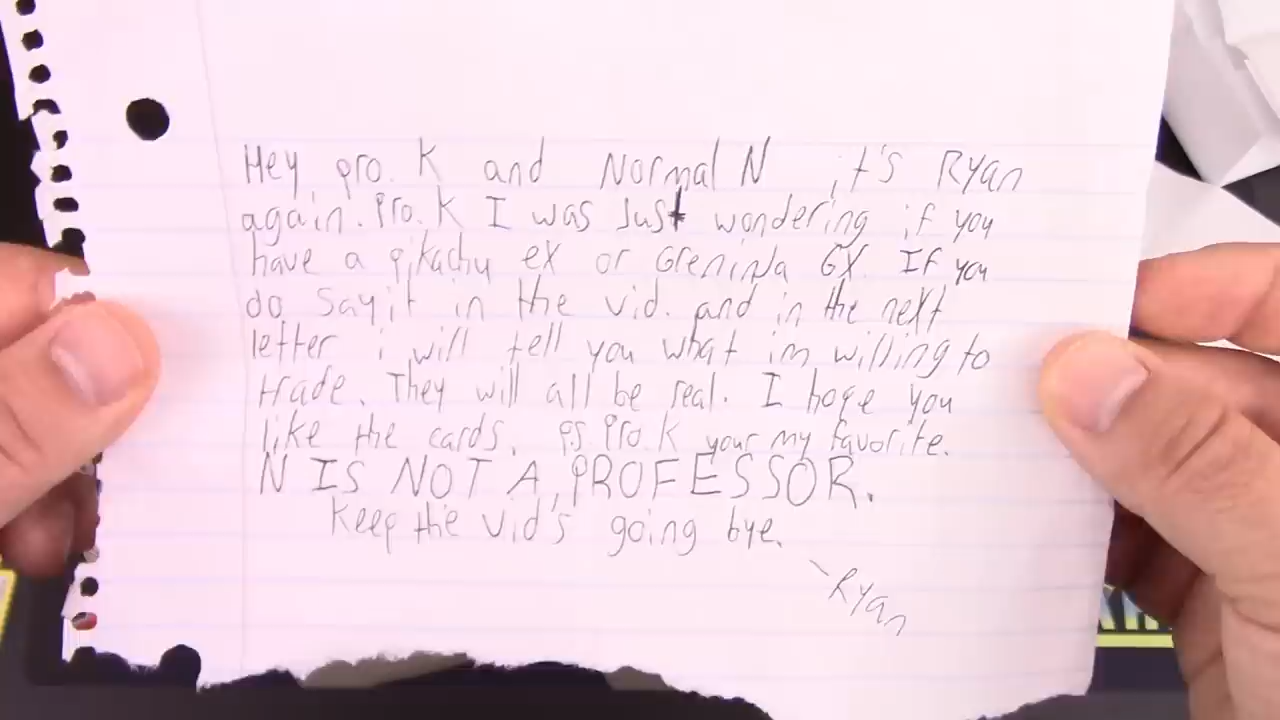 Hey pro. K and Normal N it's Ryan
again. Pro. K I was Just wondering if you
have a pikachu ex or Greninja GX. If you
do say it in the vid. and in the next
letter i will tell you what im willing to
trade. They will all be real. I hope you
like the cards. P.S Pro. K your my favorite.
N IS NOT A PROFESSOR.
Keep the vid's going bye.
-Ryan